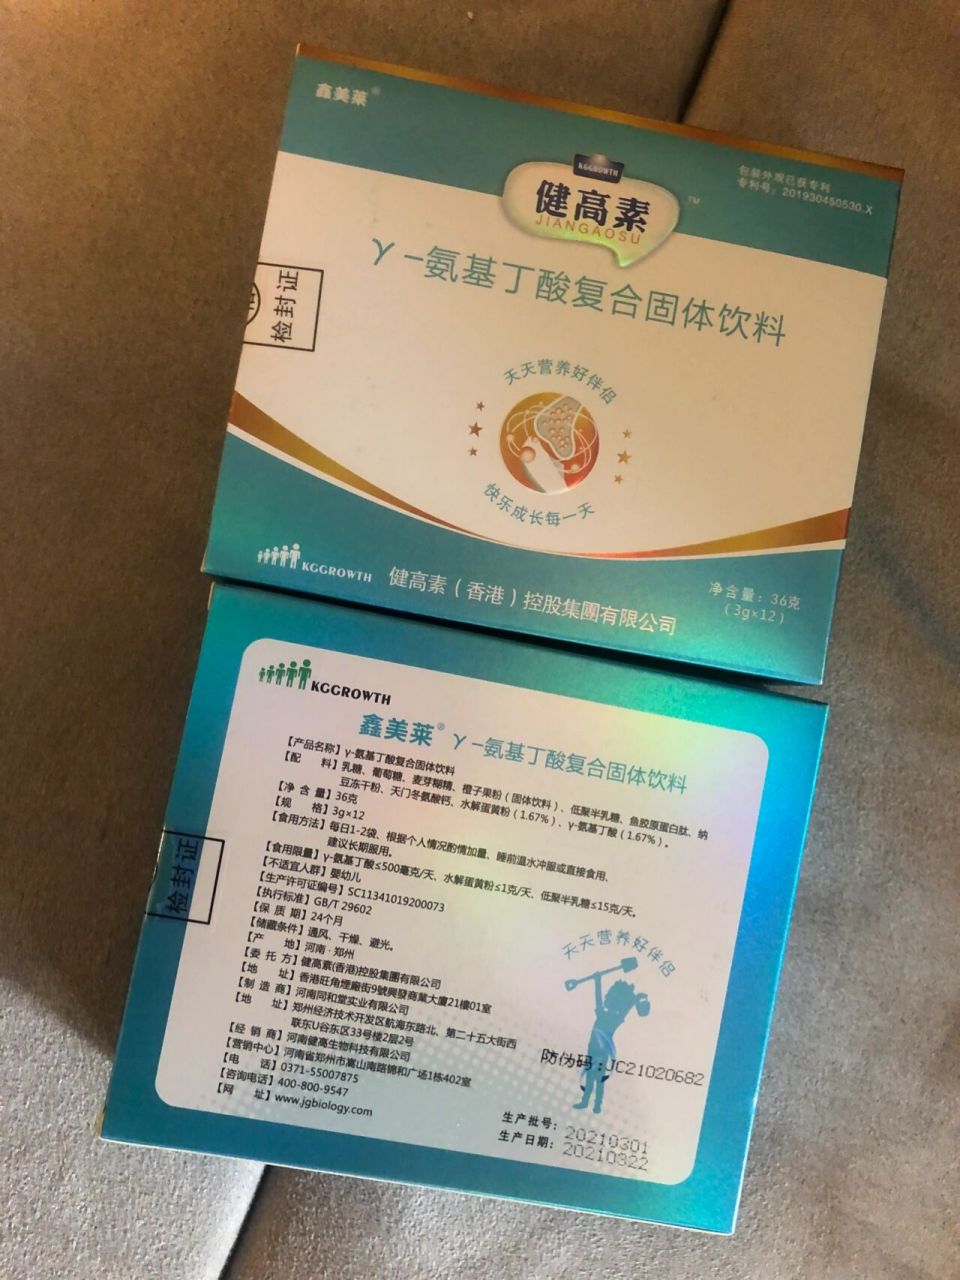 鑫美莱®
包装外观已获专利
专利号：201930450530.X
KGGROWTH
健高素
TM
JIANGAOSU
γ-氨基丁酸复合固体饮料
检封证
天天营养好伴侣
快乐成长每一天
KGGROWTH
健高素（香港）控股集團有限公司
净含量：36克
（3g×12）
KGGROWTH
鑫美莱® γ-氨基丁酸复合固体饮料
【产品名称】γ-氨基丁酸复合固体饮料
【配 料】乳糖、葡萄糖、麦芽糊精、橙子果粉（固体饮料）、低聚半乳糖、鱼胶原蛋白肽、纳
豆冻干粉、天门冬氨酸钙、水解蛋黄粉（1.67%）、γ-氨基丁酸（1.67%）。
【净 含 量】36克
【规 格】3g×12
【食用方法】每日1-2袋、根据个人情况酌情加量、睡前温水冲服或直接食用、
建议长期服用。
【食用限量】γ-氨基丁酸≤500毫克/天、水解蛋黄粉≤1克/天、低聚半乳糖≤15克/天。
【不适宜人群】婴幼儿
【生产许可证编号】SC11341019200073
【执行标准】GB/T 29602
【保 质 期】24个月
【储藏条件】通风、干燥、避光。
【产 地】河南·郑州
【委 托 方】健高素(香港)控股集團有限公司
【地 址】香港旺角煙廠街9號興發商業大廈21樓01室
【制 造 商】河南同和堂实业有限公司
【地 址】郑州经济技术开发区航海东路北、第二十五大街西
联东U谷东区33号楼2层2号
【经 销 商】河南健高生物科技有限公司
【营销中心】河南省郑州市嵩山南路锦和广场1栋402室
【电 话】0371-55007875
【咨询电话】400-800-9547
【网 址】www.jgbiology.com
检封证
天天营养好伴侣
防伪码：JC21020682
生产批号：20210301
生产日期：20210322